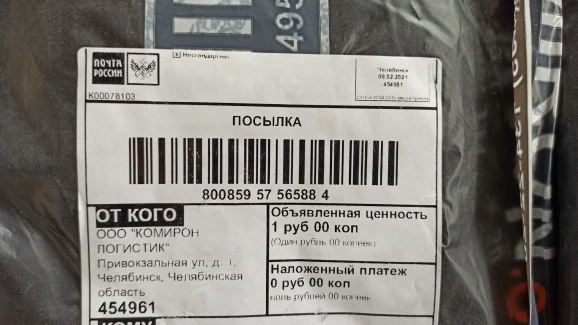 495
ПОЧТА
РОССИИ
x Нестандартная
Челябинск
09.02.2021
454961
К00078103
ПОСЫЛКА
800859 57 56588 4
ОТ КОГО
ООО "КОМИРОН
ЛОГИСТИК"
Привокзальная ул, д. 1,
Челябинск, Челябинская
область
454961
Объявленная ценность
1 руб 00 коп
(Один рубль 00 копеек)
Наложенный платеж
0 руб 00 коп
ноль рублей 00 копеек
КОМУ